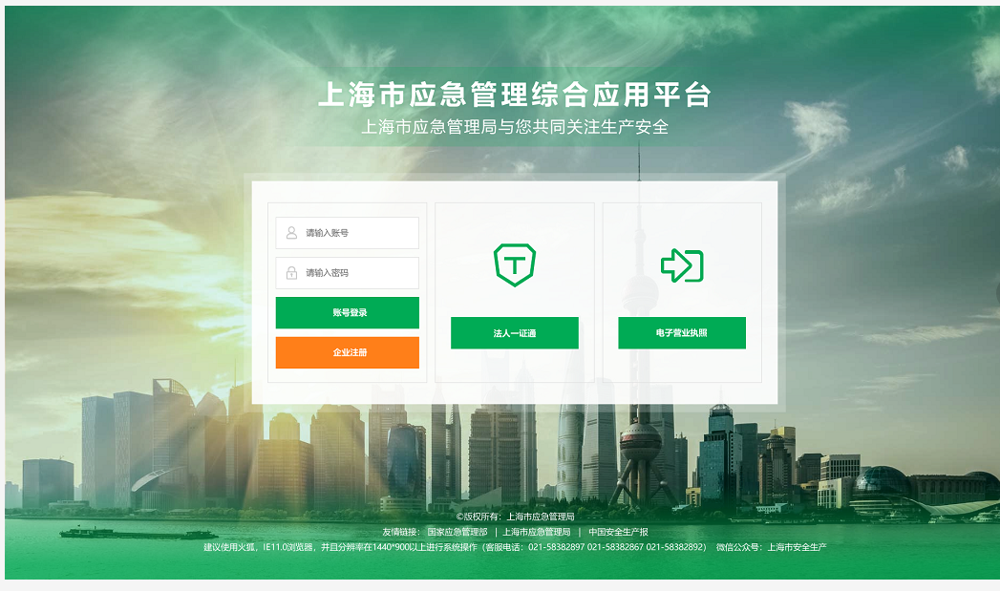 上海市应急管理综合应用平台
上海市应急管理局与您共同关注生产安全
请输入账号
请输入密码
账号登录
企业注册
法人一证通
电子营业执照
©版权所有：上海市应急管理局
友情链接： 国家应急管理部 | 上海市应急管理局 | 中国安全生产报
建议使用火狐，IE11.0浏览器，并且分辨率在1440*900以上进行系统操作（客服电话：021-58382897 021-58382867 021-58382892） 微信公众号：上海市安全生产